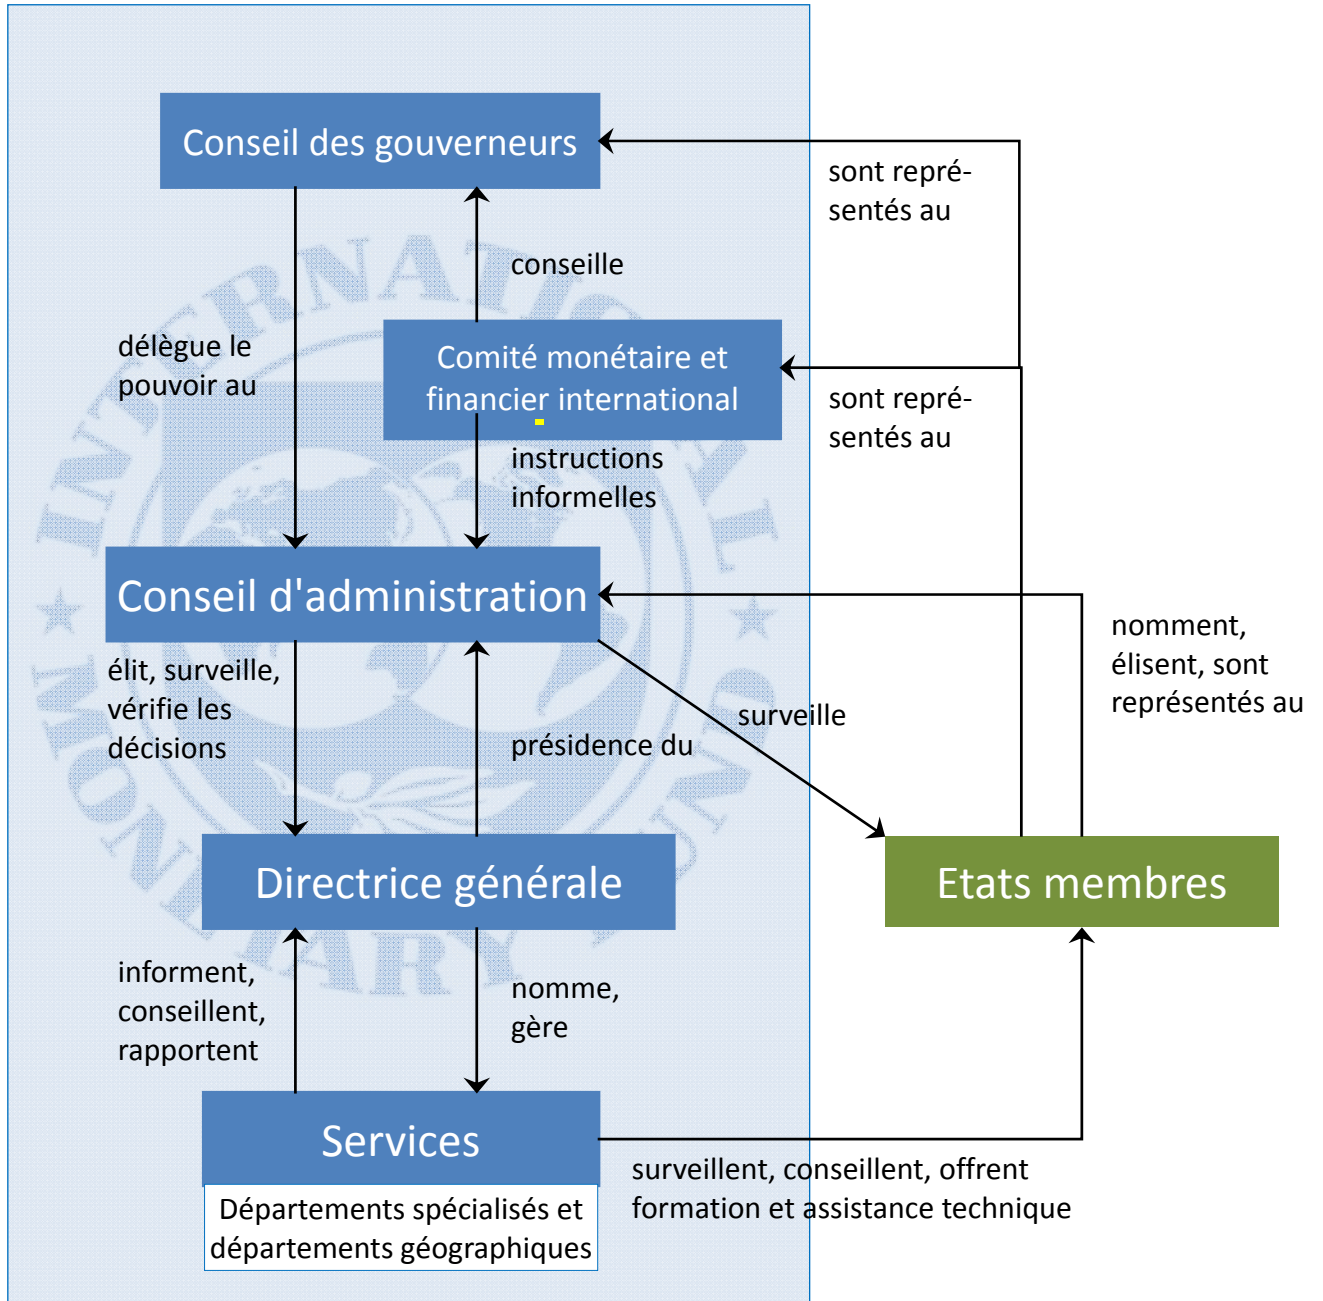 Conseil des gouverneurs
sont repré-
sentés au
conseille
délègue le
pouvoir au
Comité monétaire et
financier international
sont repré-
sentés au
instructions
informelles
Conseil d'administration
nomment,
élisent, sont
représentés au
élit, surveille,
vérifie les
décisions
présidence du
surveille
Directrice générale
Etats membres
informent,
conseillent,
rapportent
nomme,
gère
Services
surveillent, conseillent, offrent
formation et assistance technique
Départements spécialisés et
départements géographiques
INTERNATIONAL
MONETARY FUND